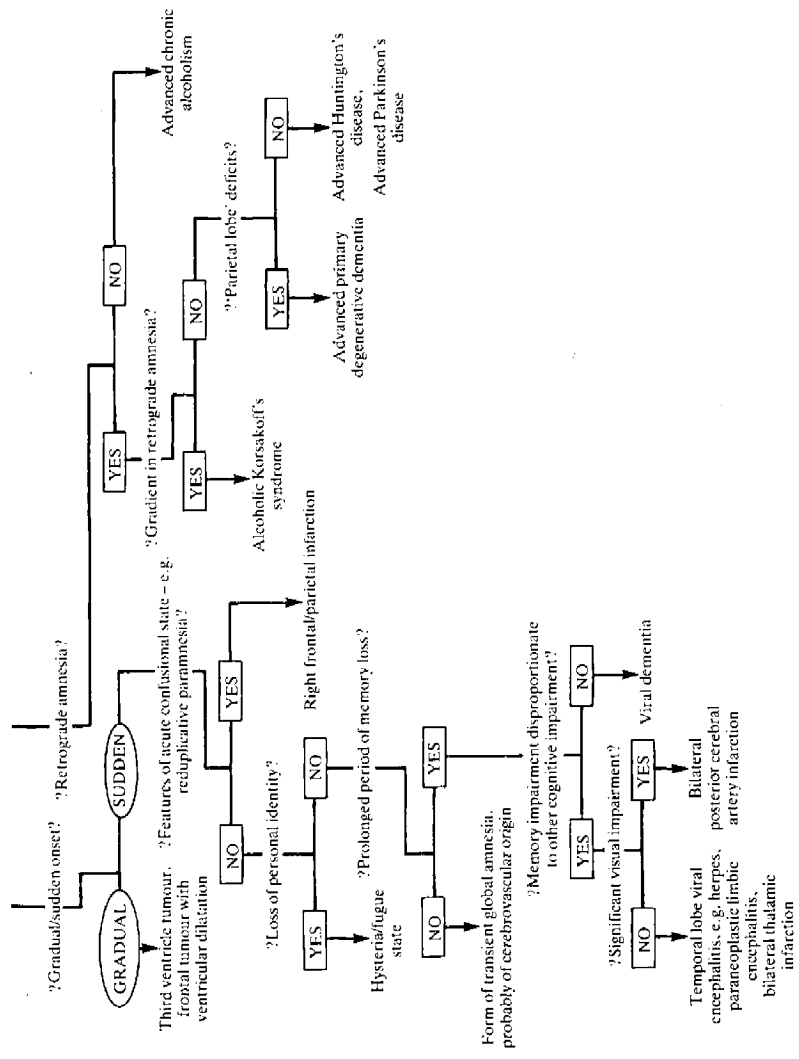 ?Gradual/sudden onset?
?Retrograde amnesia?
GRADUAL
SUDDEN
YES
NO
Third ventricle tumour,
frontal tumour with
ventricular dilatation
?Features of acute confusional state – e.g.
reduplicative paramnesia?
?Gradient in retrograde amnesia?
Advanced chronic
alcoholism
NO
YES
YES
NO
?Loss of personal identity?
Right frontal/parietal infarction
Alcoholic Korsakoff's
syndrome
?'Parietal lobe' deficits?
YES
NO
YES
NO
Hysteria/fugue
state
?Prolonged period of memory loss?
Advanced primary
degenerative dementia
Advanced Huntington's
disease,
Advanced Parkinson's
disease
NO
YES
Form of transient global amnesia,
probably of cerebrovascular origin
?Memory impairment disproportionate
to other cognitive impairment?
YES
NO
?Significant visual impairment?
Viral dementia
NO
YES
Temporal lobe viral
encephalitis, e.g. herpes,
paraneoplastic limbic
encephalitis,
bilateral thalamic
infarction
Bilateral
posterior cerebral
artery infarction